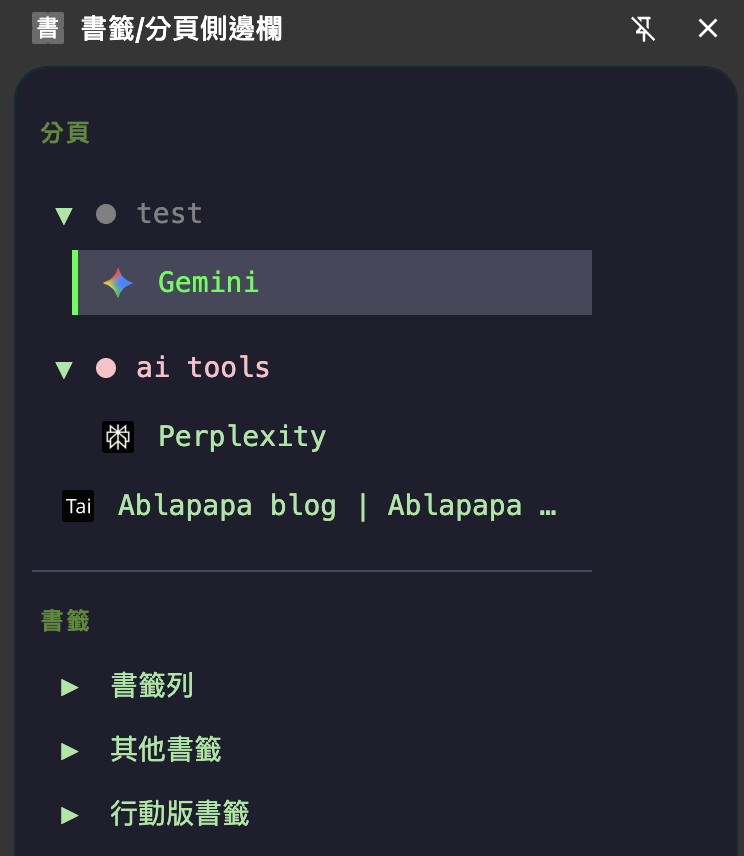 書 書籤/分頁側邊欄
分頁
test
Gemini
ai tools
Perplexity
Tai Ablapapa blog | Ablapapa …
書籤
書籤列
其他書籤
行動版書籤